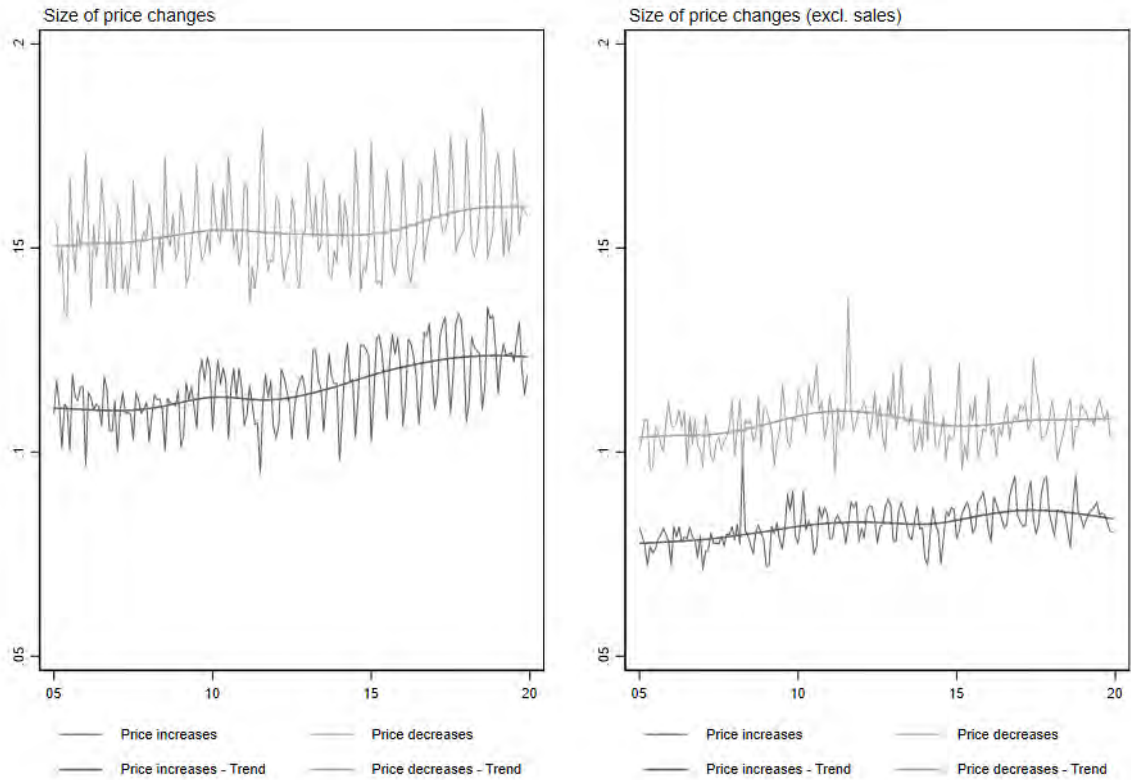 Size of price changes
.2
.15
.1
.05
05 10 15 20
Price increases Price decreases
Price increases - Trend Price decreases - Trend
Size of price changes (excl. sales)
.2
.15
.1
.05
05 10 15 20
Price increases Price decreases
Price increases - Trend Price decreases - Trend